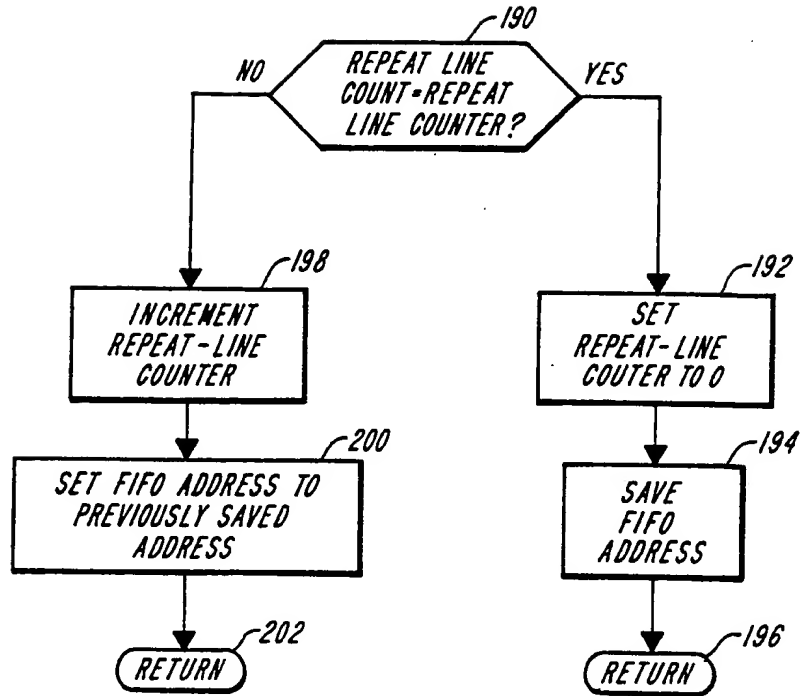 190
REPEAT LINE
COUNT=REPEAT
LINE COUNTER?
NO
YES
198
INCREMENT
REPEAT-LINE
COUNTER
192
SET
REPEAT-LINE
COUTER TO 0
200
SET FIFO ADDRESS TO
PREVIOUSLY SAVED
ADDRESS
194
SAVE
FIFO
ADDRESS
202
RETURN
196
RETURN